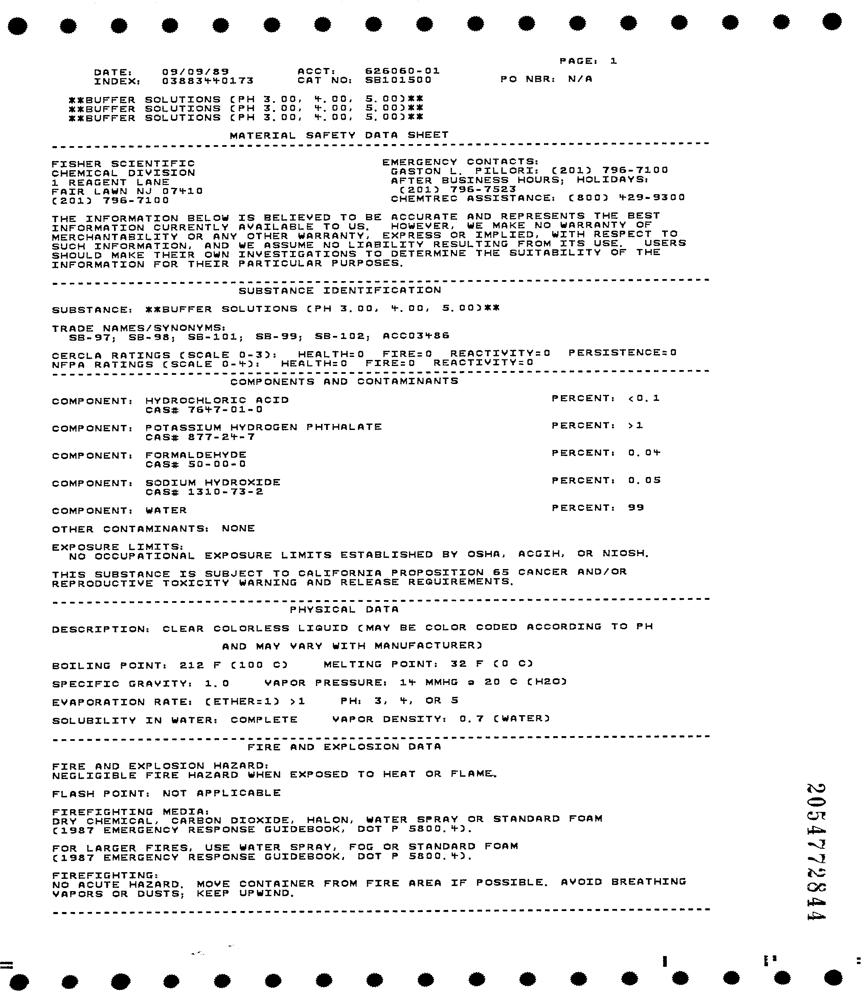 PAGE: 1
DATE: 09/09/89 ACCT: 626060-01
INDEX: 03883440173 CAT NO: SB101500 PO NBR: N/A
**BUFFER SOLUTIONS (PH 3.00, 4.00, 5.00)**
**BUFFER SOLUTIONS (PH 3.00, 4.00, 5.00)**
**BUFFER SOLUTIONS (PH 3.00, 4.00, 5.00)**
MATERIAL SAFETY DATA SHEET
FISHER SCIENTIFIC EMERGENCY CONTACTS:
CHEMICAL DIVISION GASTON L. PILLORI: (201) 796-7100
1 REAGENT LANE AFTER BUSINESS HOURS; HOLIDAYS:
FAIR LAWN NJ 07410 (201) 796-7523
(201) 796-7100 CHEMTREC ASSISTANCE: (800) 429-9300
THE INFORMATION BELOW IS BELIEVED TO BE ACCURATE AND REPRESENTS THE BEST
INFORMATION CURRENTLY AVAILABLE TO US. HOWEVER, WE MAKE NO WARRANTY OF
MERCHANTABILITY OR ANY OTHER WARRANTY, EXPRESS OR IMPLIED, WITH RESPECT TO
SUCH INFORMATION, AND WE ASSUME NO LIABILITY RESULTING FROM ITS USE. USERS
SHOULD MAKE THEIR OWN INVESTIGATIONS TO DETERMINE THE SUITABILITY OF THE
INFORMATION FOR THEIR PARTICULAR PURPOSES.
SUBSTANCE IDENTIFICATION
SUBSTANCE: **BUFFER SOLUTIONS (PH 3.00, 4.00, 5.00)**
TRADE NAMES/SYNONYMS:
SB-97; SB-98; SB-101; SB-99; SB-102; ACC03486
CERCLA RATINGS (SCALE 0-3): HEALTH=0 FIRE=0 REACTIVITY=0 PERSISTENCE=0
NFPA RATINGS (SCALE 0-4): HEALTH=0 FIRE=0 REACTIVITY=0
COMPONENTS AND CONTAMINANTS
COMPONENT: HYDROCHLORIC ACID PERCENT: <0.1
CAS# 7647-01-0
COMPONENT: POTASSIUM HYDROGEN PHTHALATE PERCENT: >1
CAS# 877-24-7
COMPONENT: FORMALDEHYDE PERCENT: 0.04
CAS# 50-00-0
COMPONENT: SODIUM HYDROXIDE PERCENT: 0.05
CAS# 1310-73-2
COMPONENT: WATER PERCENT: 99
OTHER CONTAMINANTS: NONE
EXPOSURE LIMITS:
NO OCCUPATIONAL EXPOSURE LIMITS ESTABLISHED BY OSHA, ACGIH, OR NIOSH.
THIS SUBSTANCE IS SUBJECT TO CALIFORNIA PROPOSITION 65 CANCER AND/OR
REPRODUCTIVE TOXICITY WARNING AND RELEASE REQUIREMENTS.
PHYSICAL DATA
DESCRIPTION: CLEAR COLORLESS LIQUID (MAY BE COLOR CODED ACCORDING TO PH
AND MAY VARY WITH MANUFACTURER)
BOILING POINT: 212 F (100 C) MELTING POINT: 32 F (0 C)
SPECIFIC GRAVITY: 1.0 VAPOR PRESSURE: 14 MMHG @ 20 C (H2O)
EVAPORATION RATE: (ETHER=1) >1 PH: 3, 4, OR 5
SOLUBILITY IN WATER: COMPLETE VAPOR DENSITY: 0.7 (WATER)
FIRE AND EXPLOSION DATA
FIRE AND EXPLOSION HAZARD:
NEGLIGIBLE FIRE HAZARD WHEN EXPOSED TO HEAT OR FLAME.
FLASH POINT: NOT APPLICABLE
FIREFIGHTING MEDIA:
DRY CHEMICAL, CARBON DIOXIDE, HALON, WATER SPRAY OR STANDARD FOAM
(1987 EMERGENCY RESPONSE GUIDEBOOK, DOT P 5800.4).
FOR LARGER FIRES, USE WATER SPRAY, FOG OR STANDARD FOAM
(1987 EMERGENCY RESPONSE GUIDEBOOK, DOT P 5800.4).
FIREFIGHTING:
NO ACUTE HAZARD. MOVE CONTAINER FROM FIRE AREA IF POSSIBLE. AVOID BREATHING
VAPORS OR DUSTS; KEEP UPWIND.
2054772844